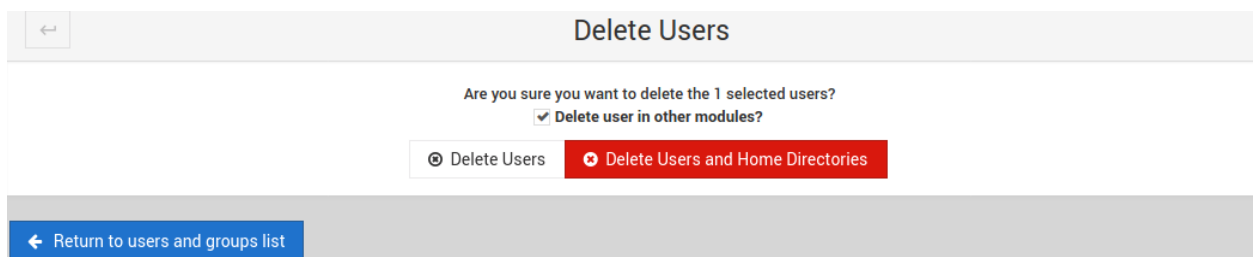 Delete Users
Are you sure you want to delete the 1 selected users?
Delete user in other modules?
Delete Users
Delete Users and Home Directories
Return to users and groups list